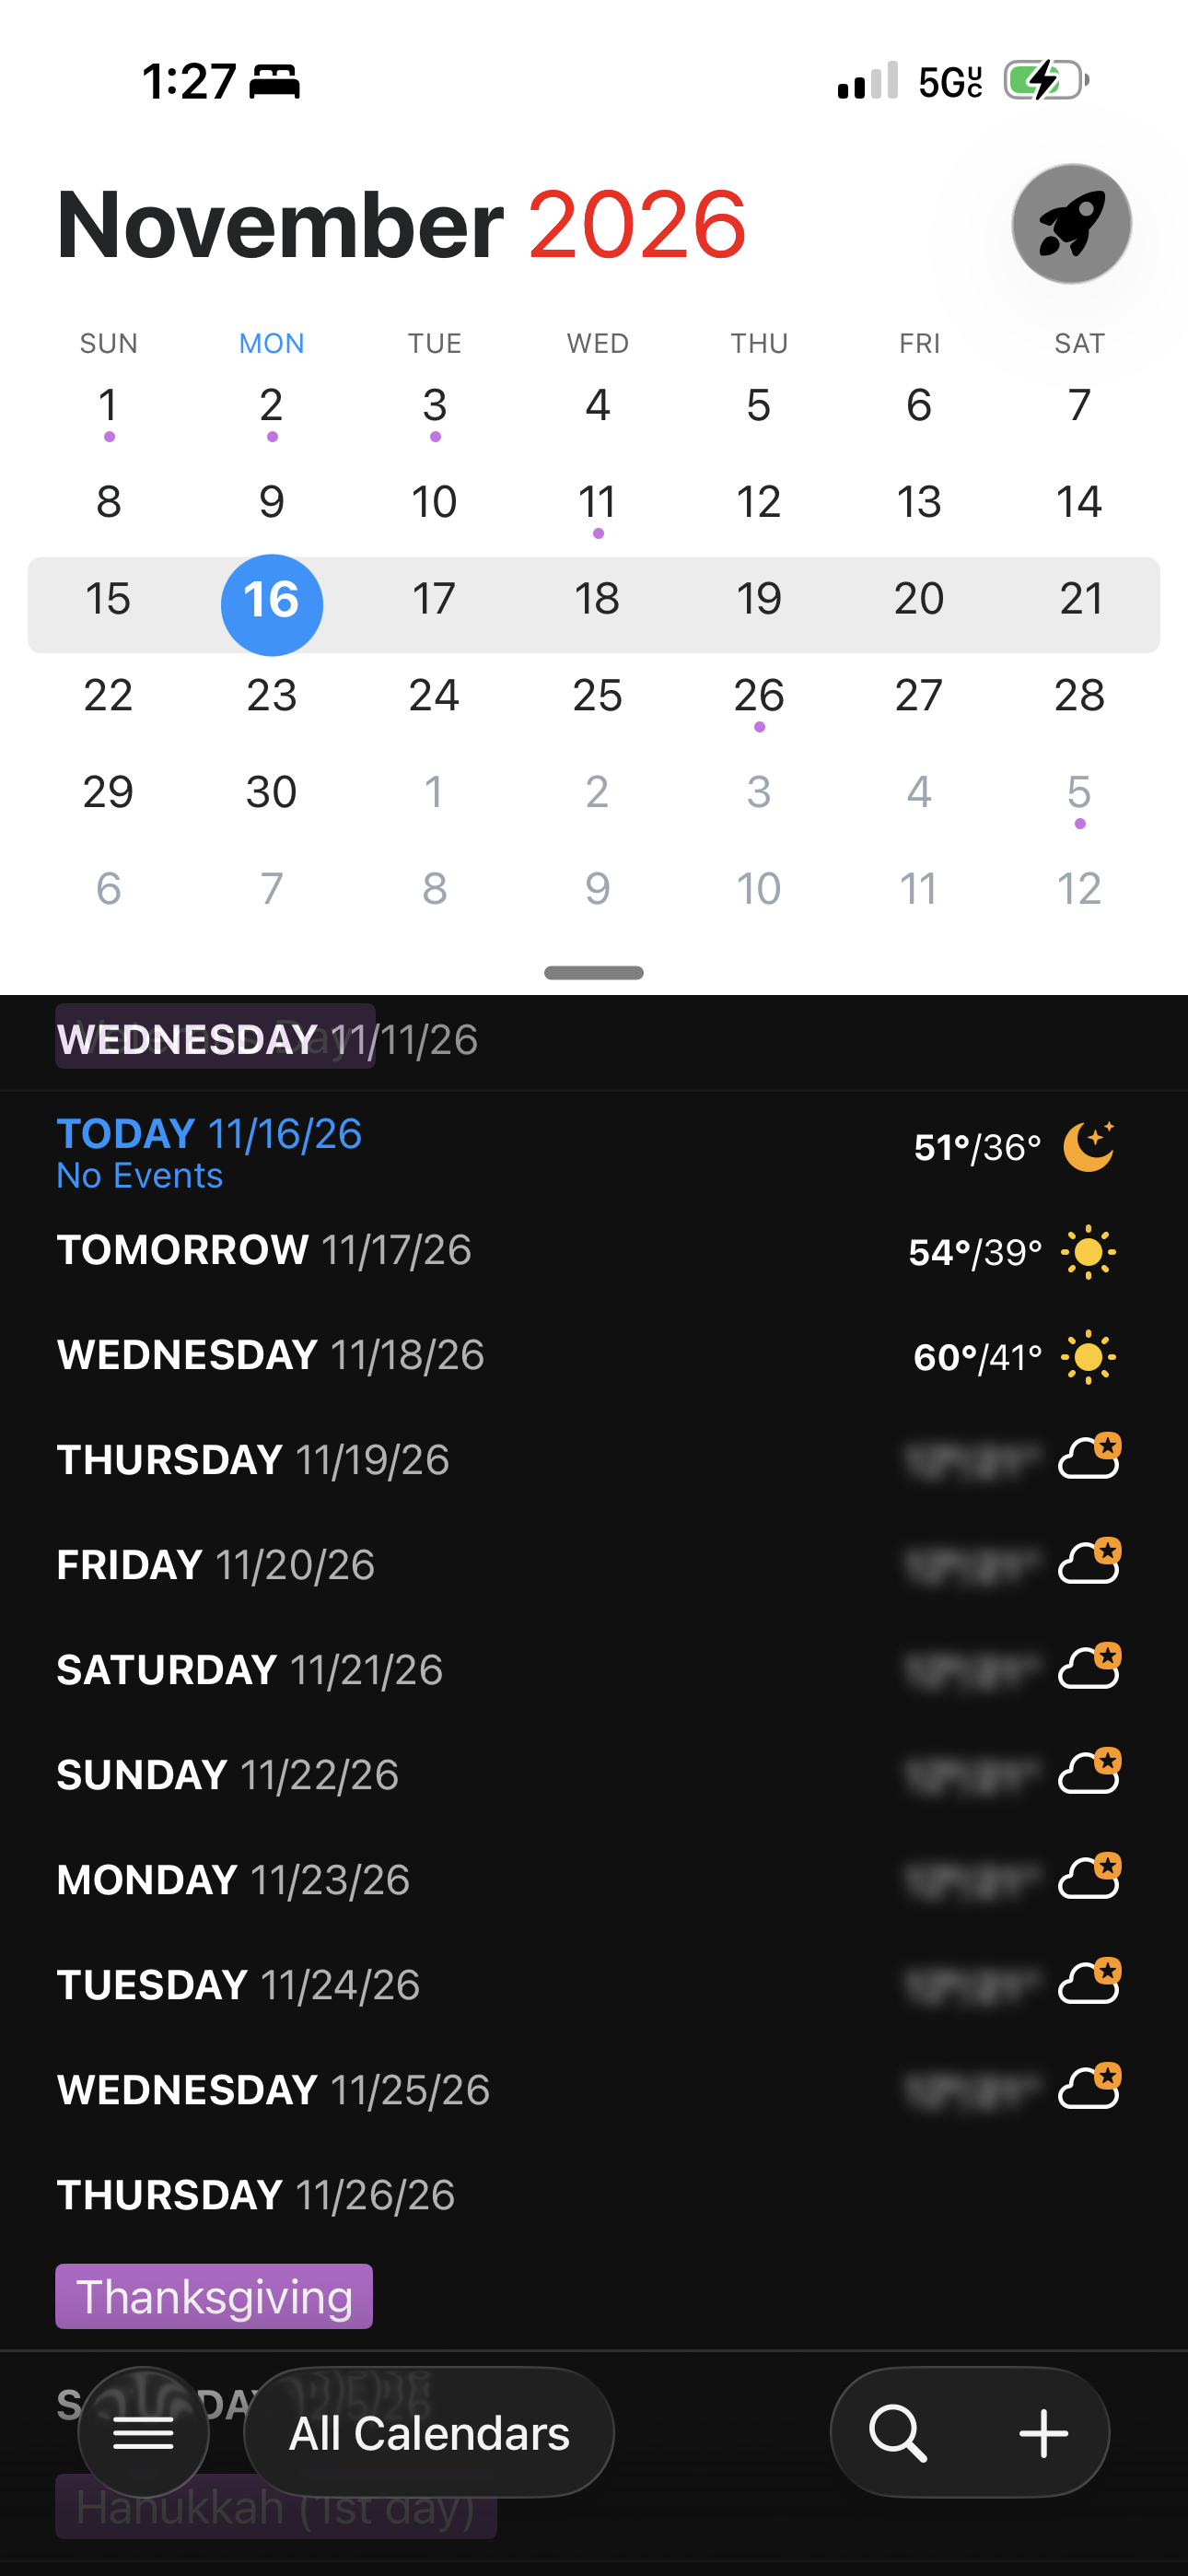 1:27 5GUC
November 2026
SUN MON TUE WED THU FRI SAT
1 2 3 4 5 6 7
8 9 10 11 12 13 14
15 16 17 18 19 20 21
22 23 24 25 26 27 28
29 30 1 2 3 4 5
6 7 8 9 10 11 12
WEDNESDAY 11/11/26
TODAY 11/16/26 51°/36°
No Events
TOMORROW 11/17/26 54°/39°
WEDNESDAY 11/18/26 60°/41°
THURSDAY 11/19/26
FRIDAY 11/20/26
SATURDAY 11/21/26
SUNDAY 11/22/26
MONDAY 11/23/26
TUESDAY 11/24/26
WEDNESDAY 11/25/26
THURSDAY 11/26/26
Thanksgiving
All Calendars
Hanukkah (1st day)